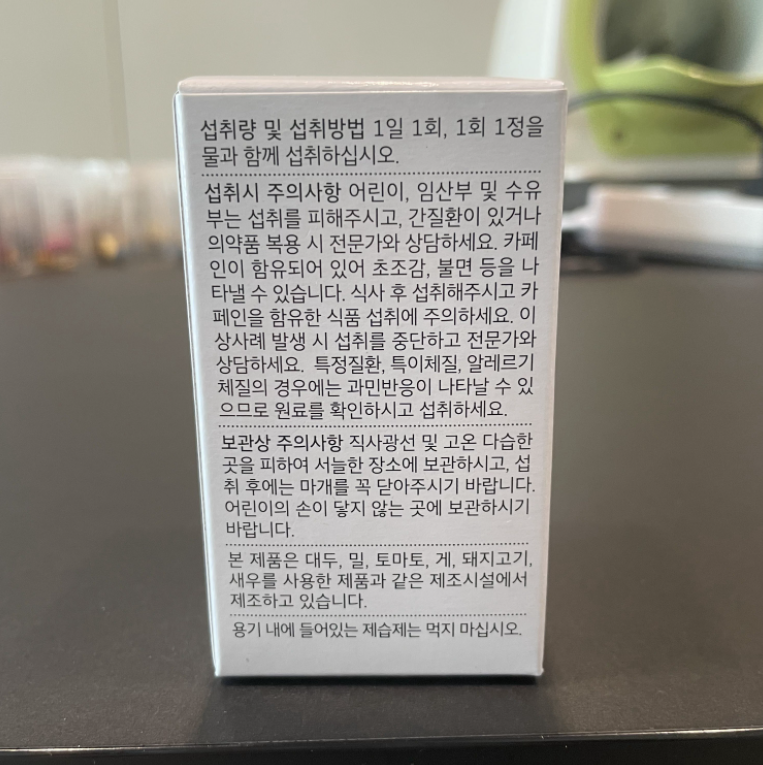 섭취량 및 섭취방법 1일 1회, 1회 1정을
물과 함께 섭취하십시오.
섭취시 주의사항 어린이, 임산부 및 수유
부는 섭취를 피해주시고, 간질환이 있거나
의약품 복용 시 전문가와 상담하세요. 카페
인이 함유되어 있어 초조감, 불면 등을 나
타낼 수 있습니다. 식사 후 섭취해주시고 카
페인을 함유한 식품 섭취에 주의하세요. 이
상사례 발생 시 섭취를 중단하고 전문가와
상담하세요. 특정질환, 특이체질, 알레르기
체질의 경우에는 과민반응이 나타날 수 있
으므로 원료를 확인하시고 섭취하세요.
보관상 주의사항 직사광선 및 고온 다습한
곳을 피하여 서늘한 장소에 보관하시고, 섭
취 후에는 마개를 꼭 닫아주시기 바랍니다.
어린이의 손이 닿지 않는 곳에 보관하시기
바랍니다.
본 제품은 대두, 밀, 토마토, 게, 돼지고기,
새우를 사용한 제품과 같은 제조시설에서
제조하고 있습니다.
용기 내에 들어있는 제습제는 먹지 마십시오.